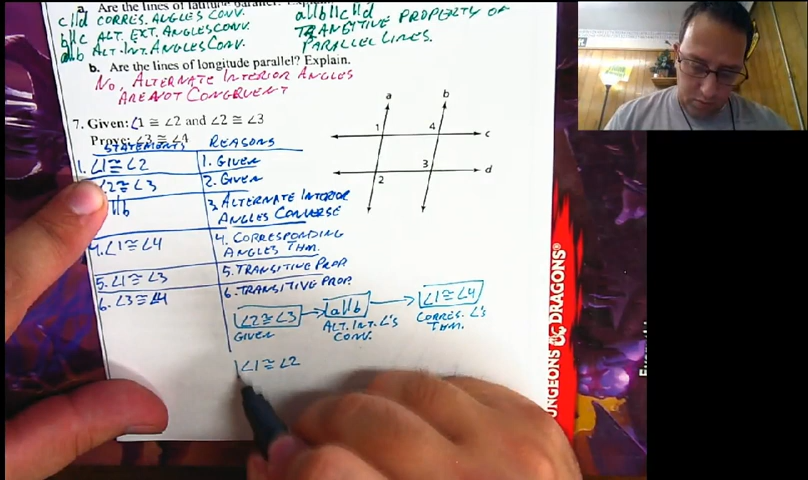 a. Are the lines of latitude parallel?
c||d CORRES. ANGLES CONV.
b||c ALT. EXT. ANGLES CONV.
a||b ALT. INT. ANGLES CONV.
a||b||c||d
TRANSITIVE PROPERTY OF
PARALLEL LINES.
b. Are the lines of longitude parallel? Explain.
NO, ALTERNATE INTERIOR ANGLES
ARE NOT CONGRUENT
7. Given: ∠1 ≅ ∠2 and ∠2 ≅ ∠3
Prove: ∠3 ≅ ∠4
STATEMENTS REASONS
1. ∠1 ≅ ∠2 1. GIVEN
∠2 ≅ ∠3 2. GIVEN
a||b 3. ALTERNATE INTERIOR
ANGLES CONVERSE
4. ∠1 ≅ ∠4 4. CORRESPONDING
ANGLES THM.
5. ∠1 ≅ ∠3 5. TRANSITIVE PROP
6. ∠3 ≅ ∠4 6. TRANSITIVE PROP.
a b
1 4 c
3 d
2
∠2 ≅ ∠3 a||b ∠1 ≅ ∠4
GIVEN ALT. INT. ∠'S CORRES. ∠'S
CONV. THM.
∠1 ≅ ∠2
DUNGEONS & DRAGONS®